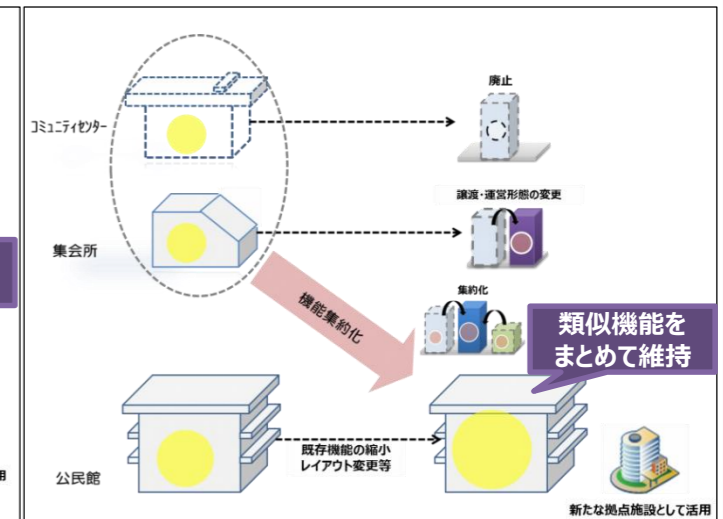 廃止
コミュニティセンター
譲渡・運営形態の変更
集会所
集約化
機能集約化
類似機能を
まとめて維持
既存機能の縮小
レイアウト変更等
公民館
用
新たな拠点施設として活用